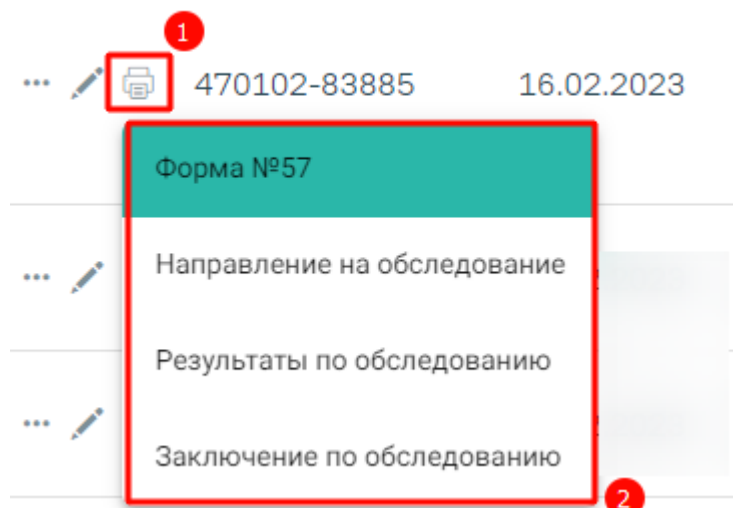 1
470102-83885 16.02.2023
Форма №57
Направление на обследование
Результаты по обследованию
Заключение по обследованию
2